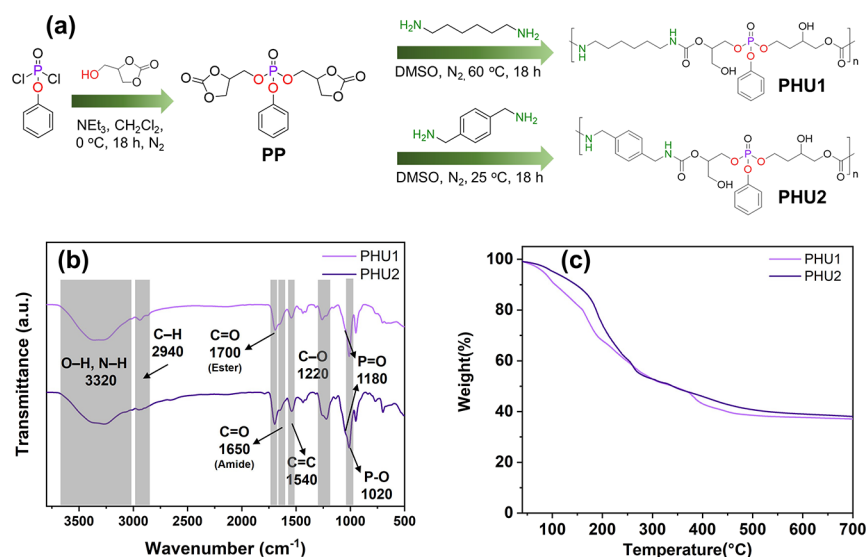 (a)
O
Cl P Cl
O
HO
O
O
O
NEt₃, CH₂Cl₂,
0 °C, 18 h, N₂
O
O P O
O
O
O
O
O
O
O
PP
H₂N
NH₂
DMSO, N₂, 60 °C, 18 h
H₂N
NH₂
DMSO, N₂, 25 °C, 18 h
N
H
H
N
O
O
HO
O
O P O
O
OH
O
O
n
PHU1
N
H
H
N
O
O
OH
O
O P O
O
OH
O
O
n
PHU2
(b)
PHU1
PHU2
Transmittance (a.u.)
O–H, N–H
3320
C–H
2940
C=O
1700
(Ester)
C=O
1650
(Amide)
C=C
1540
C–O
1220
P=O
1180
P-O
1020
3500 3000 2500 2000 1500 1000 500
Wavenumber (cm⁻¹)
(c)
PHU1
PHU2
Weight(%)
100
80
60
40
20
0
100 200 300 400 500 600 700
Temperature(°C)